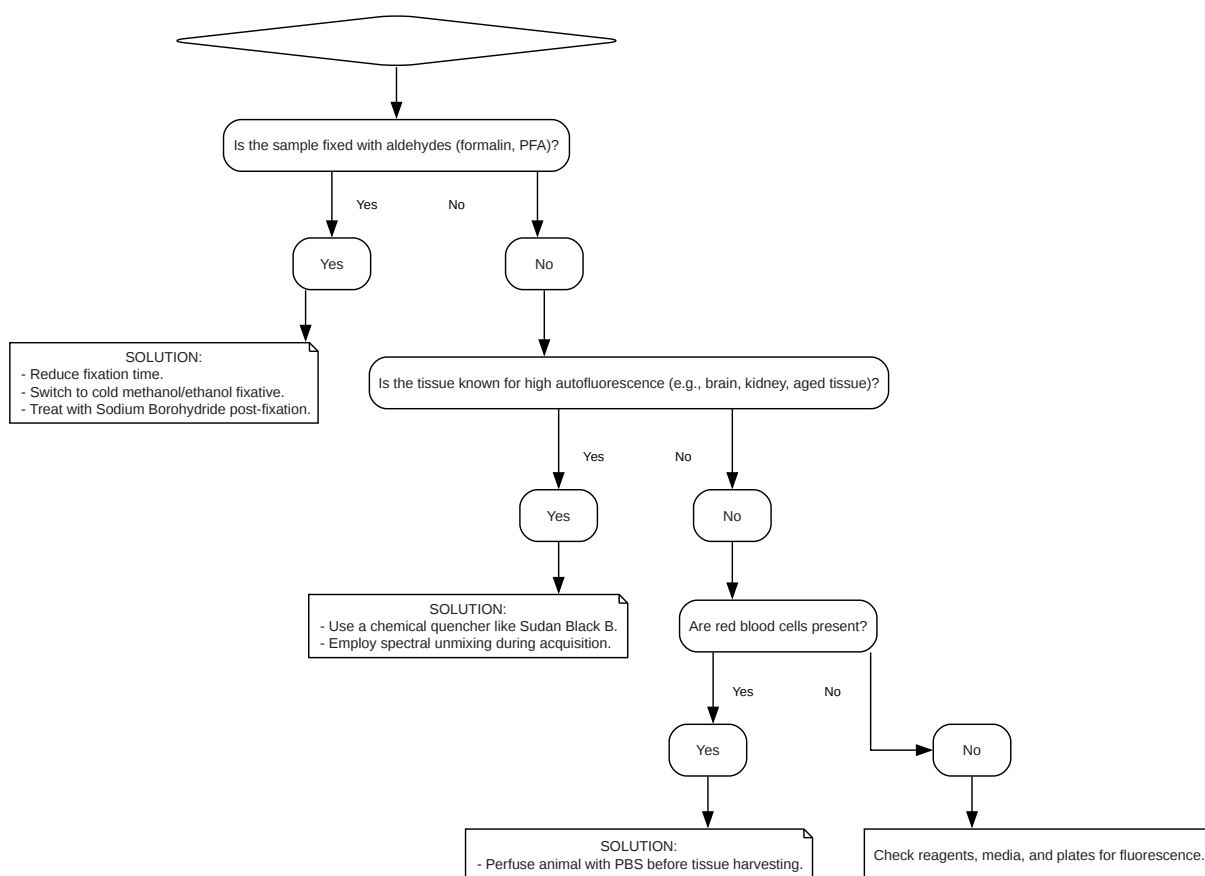 Is the sample fixed with aldehydes (formalin, PFA)?
Yes
No
Yes
No
SOLUTION:
- Reduce fixation time.
- Switch to cold methanol/ethanol fixative.
- Treat with Sodium Borohydride post-fixation.
Is the tissue known for high autofluorescence (e.g., brain, kidney, aged tissue)?
Yes
No
Yes
No
SOLUTION:
- Use a chemical quencher like Sudan Black B.
- Employ spectral unmixing during acquisition.
Are red blood cells present?
Yes
No
Yes
No
SOLUTION:
- Perfuse animal with PBS before tissue harvesting.
Check reagents, media, and plates for fluorescence.